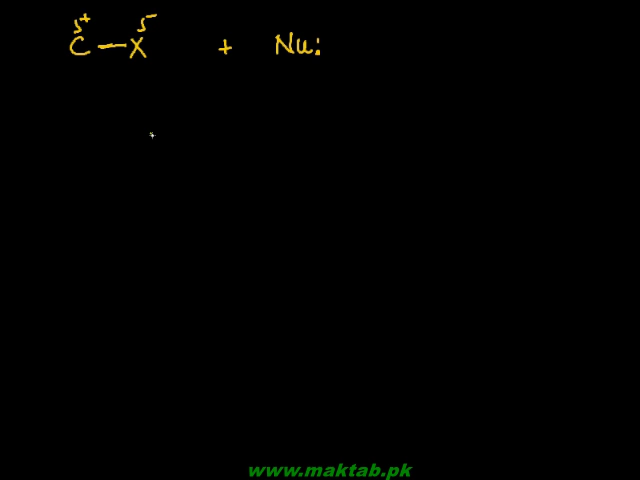 δ+ δ−
C — X + Nu:
www.maktab.pk